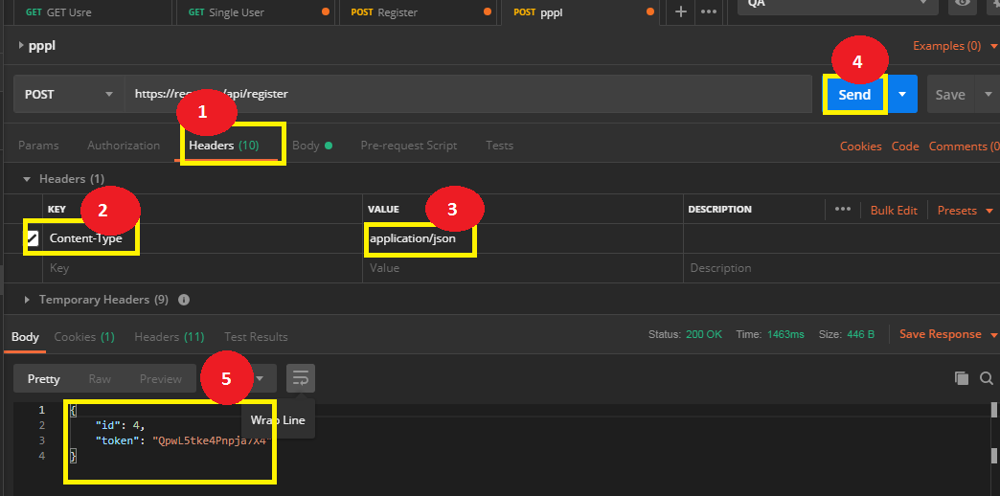 GET GET Usre GET Single User POST Register POST pppl + ••• QA
pppl Examples (0)
4
POST https://re /api/register Send Save
1
Params Authorization Headers (10) Body Pre-request Script Tests Cookies Code Comments (0
Headers (1)
2 3
KEY VALUE DESCRIPTION ••• Bulk Edit Presets
Content-Type application/json
Key Value Description
Temporary Headers (9) i
Body Cookies (1) Headers (11) Test Results Status: 200 OK Time: 1463ms Size: 446 B Save Response
Pretty Raw Preview 5
1 {
Wrap Line
2 "id": 4,
3 "token": "QpwL5tke4Pnpja7X4"
4 }